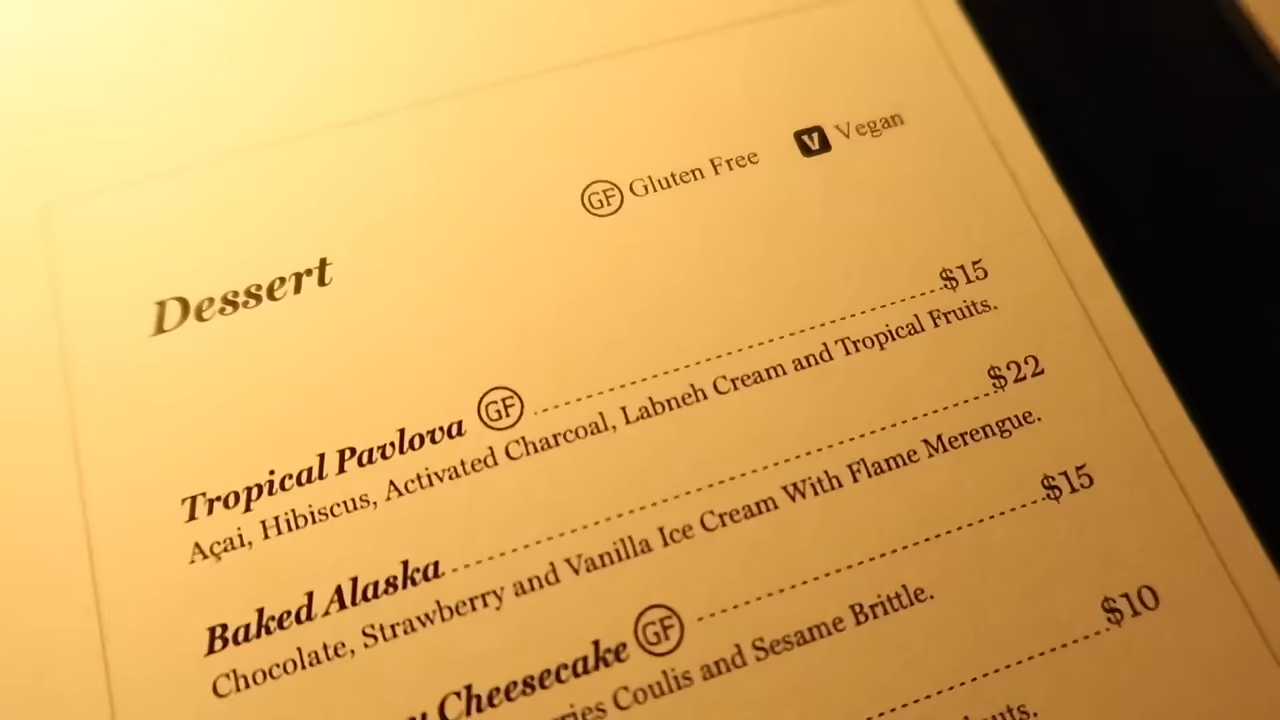 GF Gluten Free V Vegan
Dessert
Tropical Pavlova GF $15
Açai, Hibiscus, Activated Charcoal, Labneh Cream and Tropical Fruits.
Baked Alaska $22
Chocolate, Strawberry and Vanilla Ice Cream With Flame Merengue.
Cheesecake GF $15
Coulis and Sesame Brittle.
$10